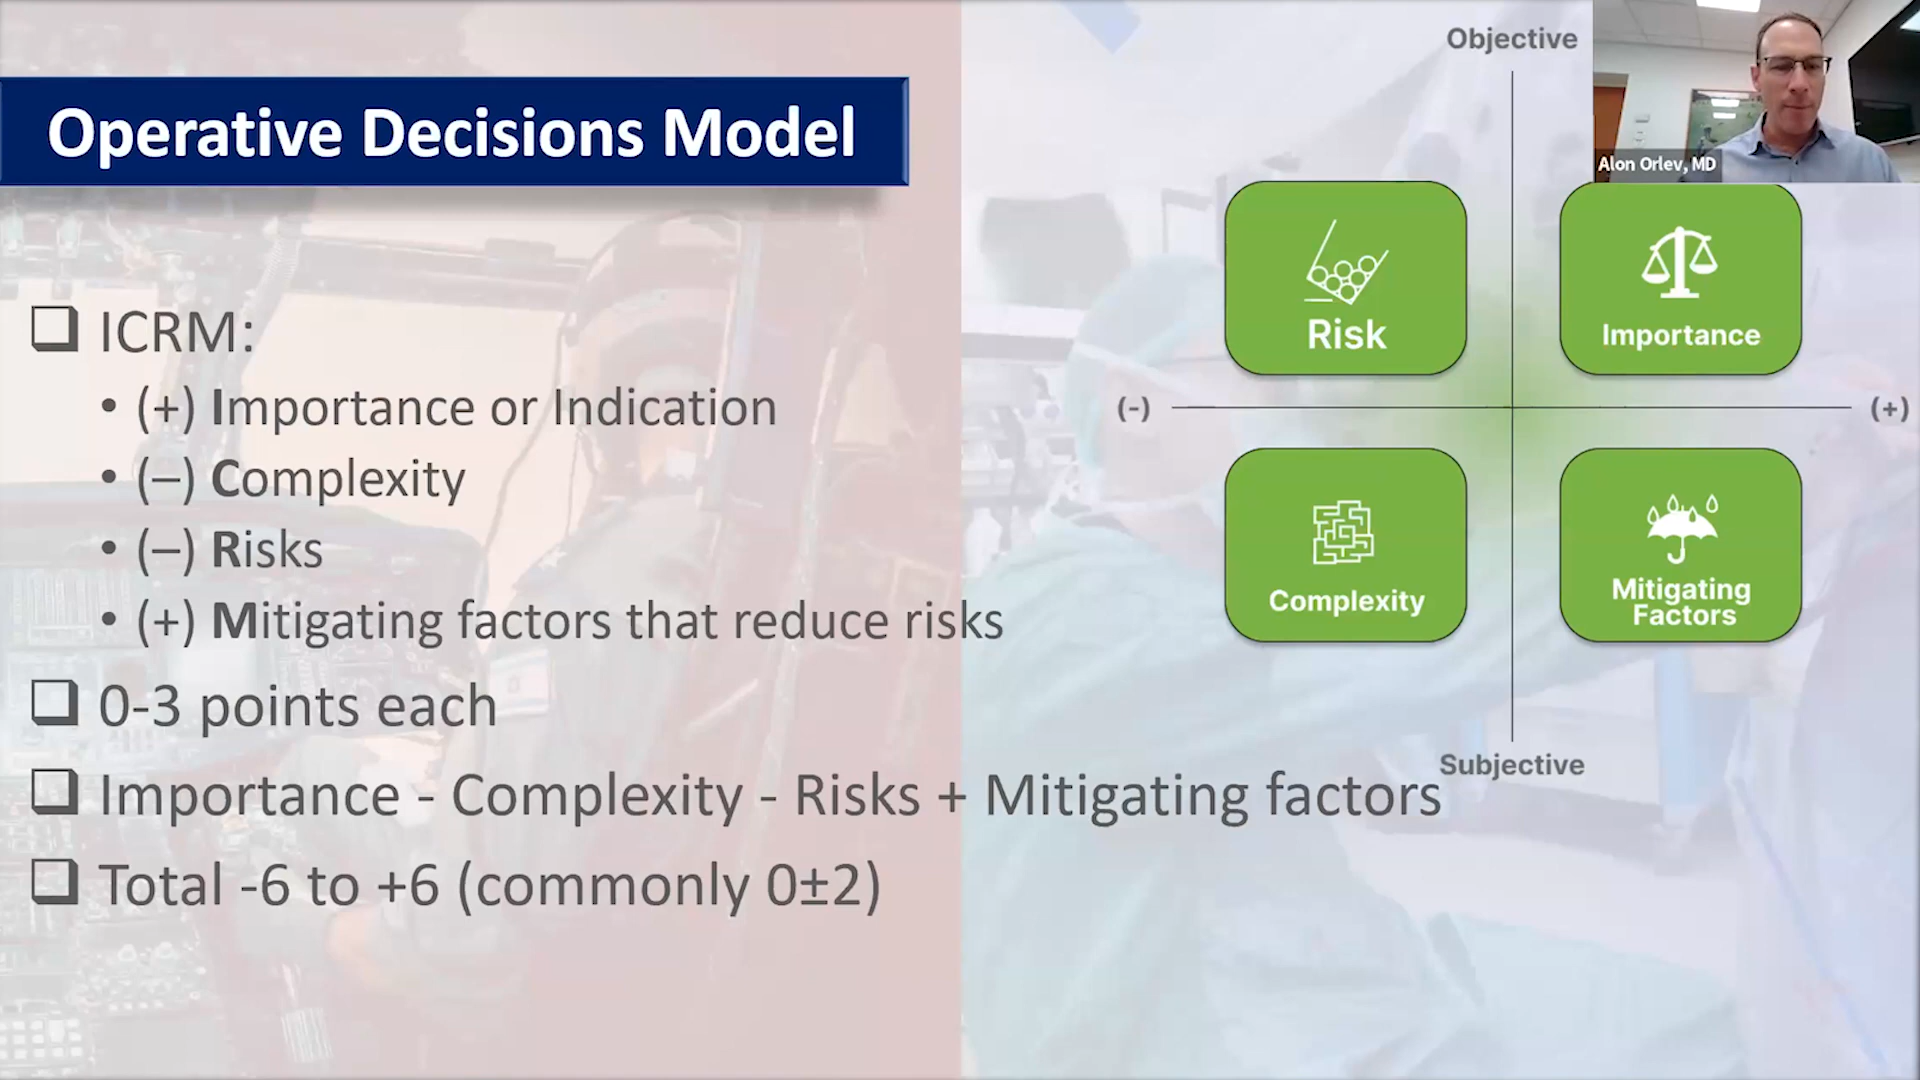 Operative Decisions Model
ICRM:
• (+) Importance or Indication
• (–) Complexity
• (–) Risks
• (+) Mitigating factors that reduce risks
0-3 points each
Importance - Complexity - Risks + Mitigating factors
Total -6 to +6 (commonly 0±2)
Objective
Risk
Importance
(-)
(+)
Complexity
Mitigating
Factors
Subjective
Alon Orlev, MD